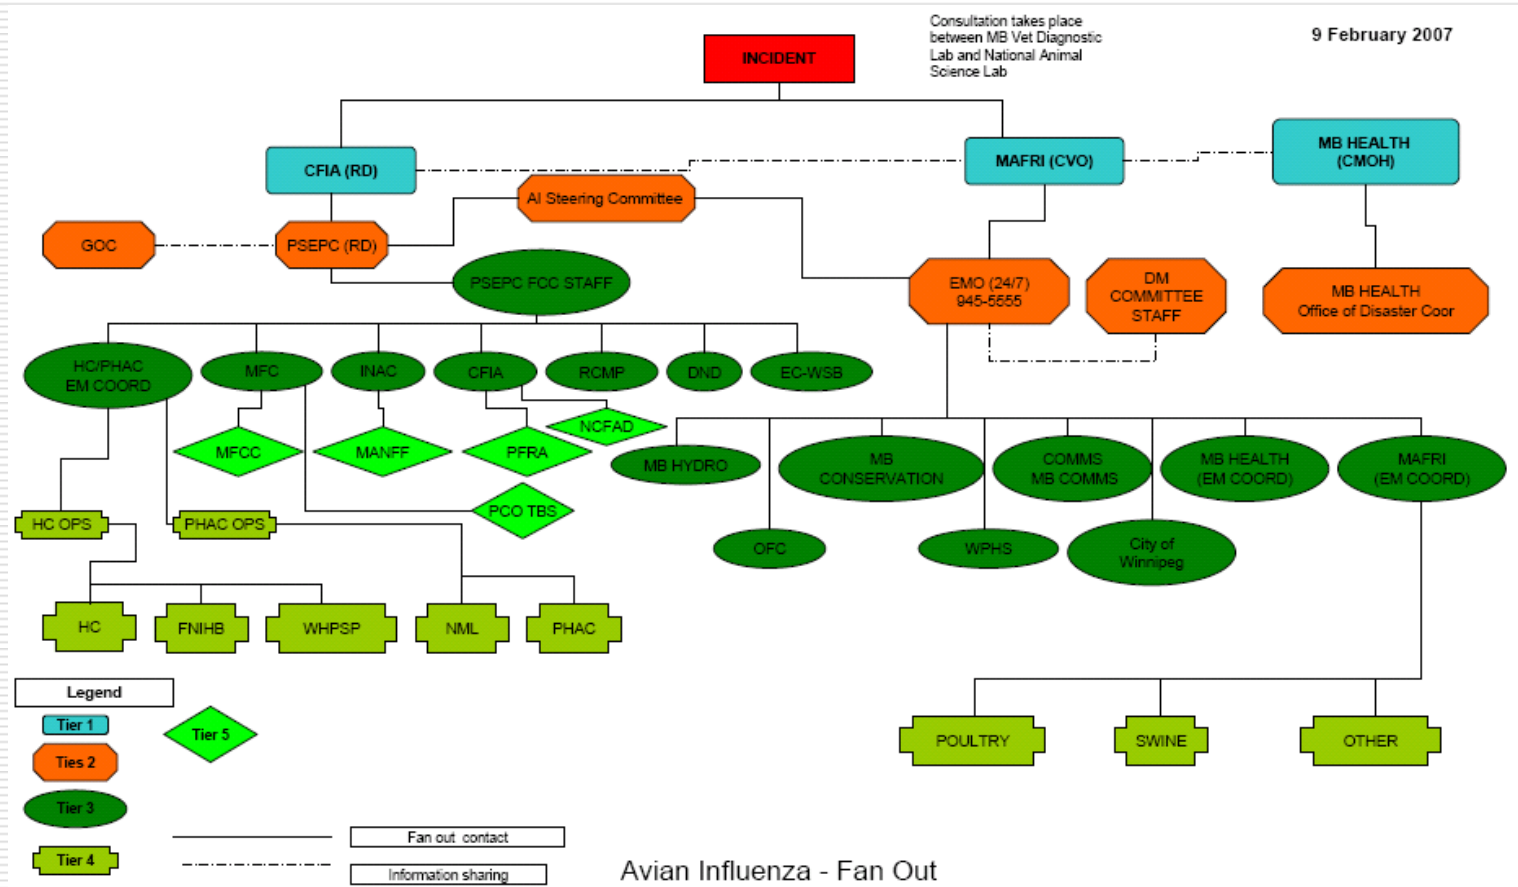 Consultation takes place
between MB Vet Diagnostic
Lab and National Animal
Science Lab
9 February 2007
INCIDENT
CFIA (RD)
MAFRI (CVO)
MB HEALTH
(CMOH)
AI Steering Committee
GOC
PSEPC (RD)
PSEPC FCC STAFF
EMO (24/7)
945-5555
DM
COMMITTEE
STAFF
MB HEALTH
Office of Disaster Coor
HC/PHAC
EM COORD
MFC
INAC
CFIA
RCMP
DND
EC-WSB
NCFAD
MFCC
MANFF
PFRA
MB HYDRO
MB
CONSERVATION
COMMS
MB COMMS
MB HEALTH
(EM COORD)
MAFRI
(EM COORD)
PCO TBS
HC OPS
PHAC OPS
OFC
WPHS
City of
Winnipeg
HC
FNIHB
WHPSP
NML
PHAC
Legend
Tier 1
Ties 2
Tier 3
Tier 4
Tier 5
POULTRY
SWINE
OTHER
Fan out contact
Information sharing
Avian Influenza - Fan Out